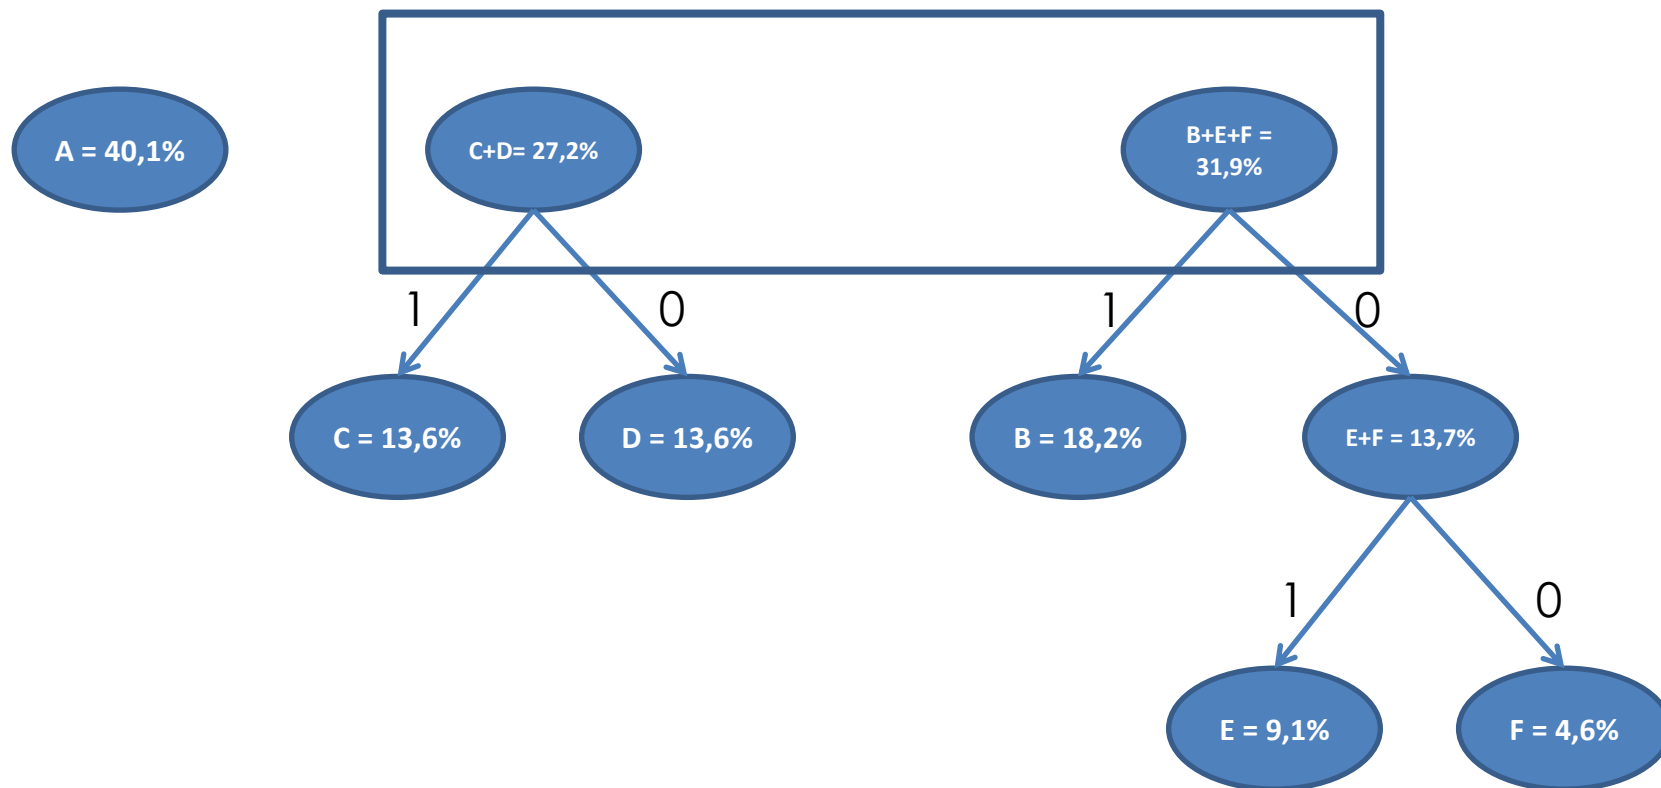 A = 40,1%
C+D= 27,2%
B+E+F =
31,9%
1
0
1
0
C = 13,6%
D = 13,6%
B = 18,2%
E+F = 13,7%
1
0
E = 9,1%
F = 4,6%